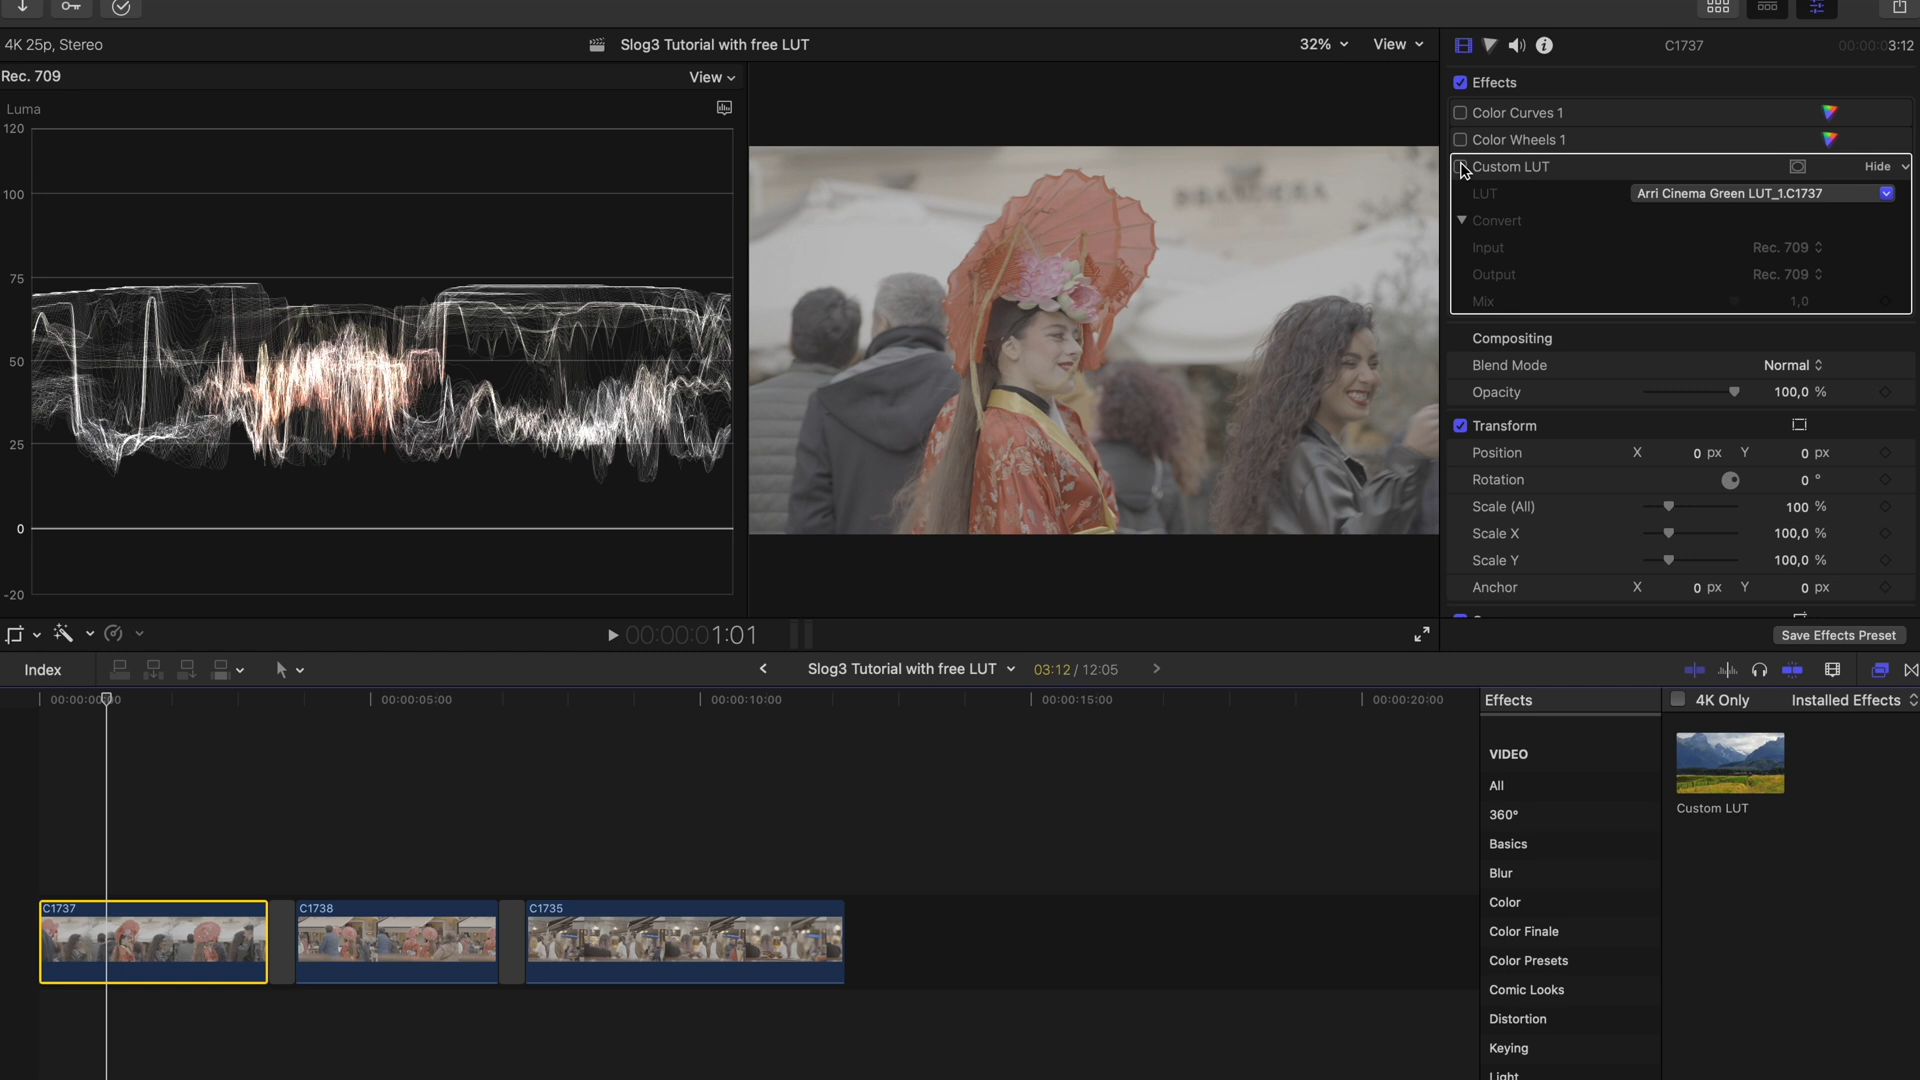 4K 25p, Stereo
Slog3 Tutorial with free LUT
32%
View
C1737
00:00:03:12
Rec. 709
View
Luma
120
100
75
50
25
0
-20
Effects
Color Curves 1
Color Wheels 1
Custom LUT
Hide
LUT
Arri Cinema Green LUT_1.C1737
Convert
Input
Rec. 709
Output
Rec. 709
Mix
1,0
Compositing
Blend Mode
Normal
Opacity
100,0 %
Transform
Position
X
0 px
Y
0 px
Rotation
0 °
Scale (All)
100 %
Scale X
100,0 %
Scale Y
100,0 %
Anchor
X
0 px
Y
0 px
Save Effects Preset
00:00:01:01
Index
Slog3 Tutorial with free LUT
03:12 / 12:05
00:00:00:00
00:00:05:00
00:00:10:00
00:00:15:00
00:00:20:00
C1737
C1738
C1735
Effects
4K Only
Installed Effects
VIDEO
All
360°
Basics
Blur
Color
Color Finale
Color Presets
Comic Looks
Distortion
Keying
Light
Custom LUT